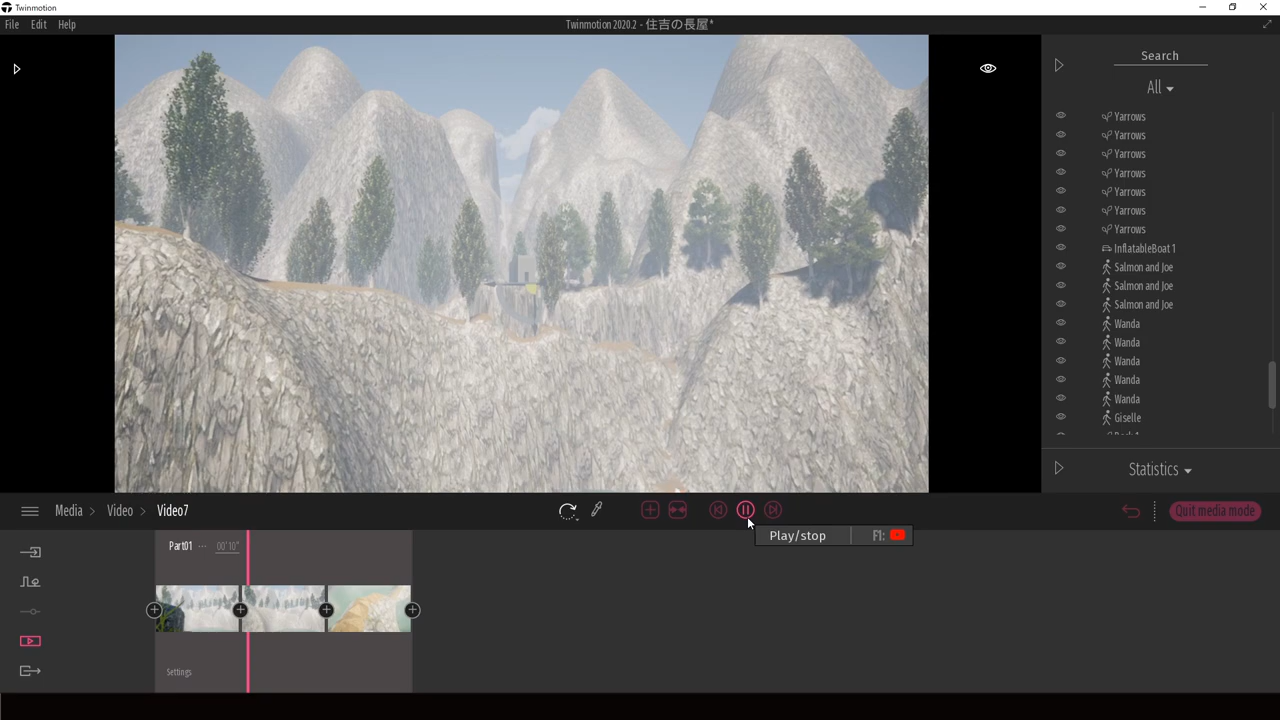 Twinmotion
File Edit Help
Twinmotion 2020.2 - 住吉の長屋*
Search
All
Yarrows
Yarrows
Yarrows
Yarrows
Yarrows
Yarrows
Yarrows
InflatableBoat 1
Salmon and Joe
Salmon and Joe
Salmon and Joe
Wanda
Wanda
Wanda
Wanda
Wanda
Giselle
Statistics
Media > Video > Video7
Quit media mode
Play/stop F1:
Part01 ... 00'10"
Settings